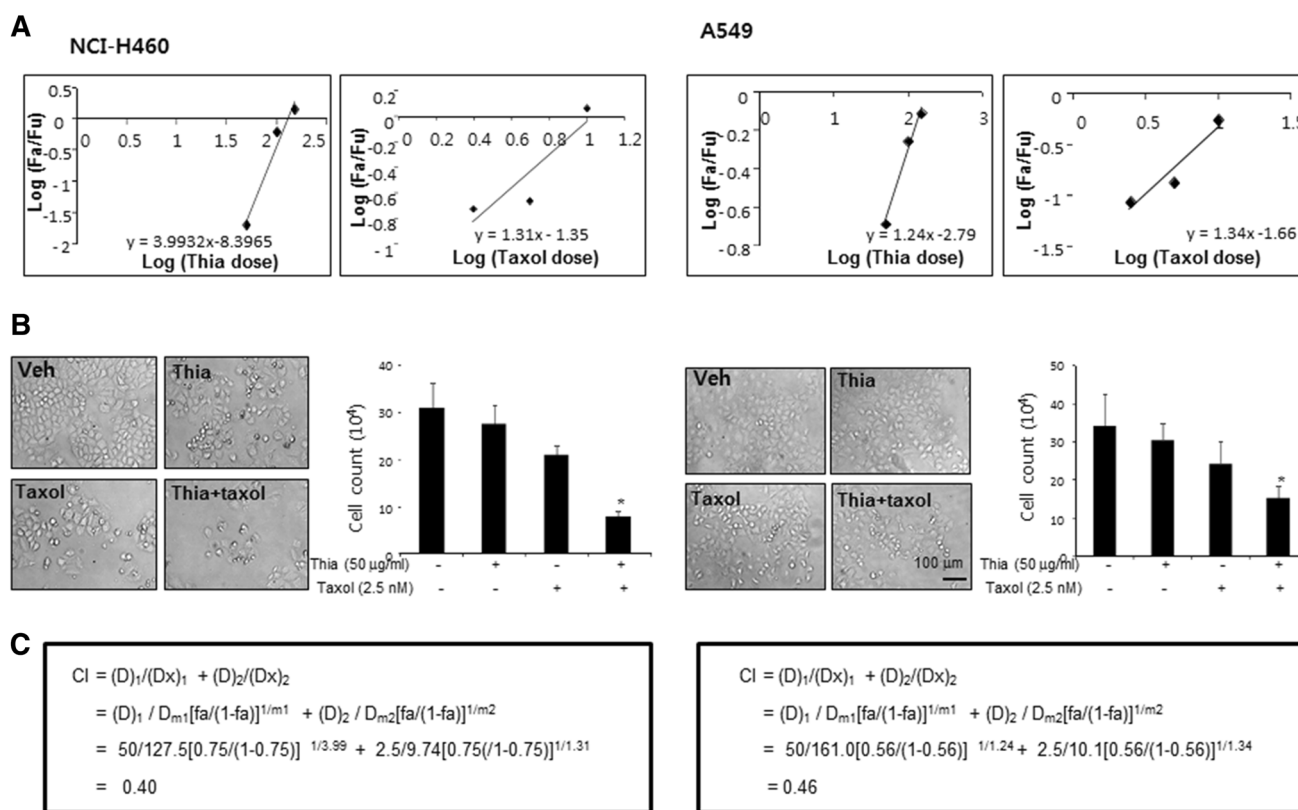 A
NCI-H460
A549
0.5
0
-0.5
-1
-1.5
-2
0 0.5 1 1.5 2 2.5
Log (Fa/Fu)
y = 3.9932x-8.3965
Log (Thia dose)
0.2
0
-0.2
-0.4
-0.6
-0.8
-1
0 0.2 0.4 0.6 0.8 1 1.2
Log (Fa/Fu)
y = 1.31x - 1.35
Log (Taxol dose)
0
-0.2
-0.4
-0.6
-0.8
0 1 2 3
Log (Fa/Fu)
y = 1.24x -2.79
Log (Thia dose)
0
-0.5
-1
-1.5
0 0.5 1 1.5
Log (Fa/Fu)
y = 1.34x -1.66
Log (Taxol dose)
B
Veh
Thia
Taxol
Thia+taxol
Cell count (10⁴)
40
30
20
10
0
*
Thia (50 µg/ml) - + - +
Taxol (2.5 nM) - - + +
Veh
Thia
Taxol
Thia+taxol
100 µm
Cell count (10⁴)
50
40
30
20
10
0
*
Thia (50 µg/ml) - + - +
Taxol (2.5 nM) - - + +
C
CI = (D)₁/(Dx)₁ + (D)₂/(Dx)₂
= (D)₁ / Dₘ₁[fa/(1-fa)]^1/m1 + (D)₂ / Dₘ₂[fa/(1-fa)]^1/m2
= 50/127.5[0.75/(1-0.75)] ^1/3.99 + 2.5/9.74[0.75(/1-0.75)]^1/1.31
= 0.40
CI = (D)₁/(Dx)₁ + (D)₂/(Dx)₂
= (D)₁ / Dₘ₁[fa/(1-fa)]^1/m1 + (D)₂ / Dₘ₂[fa/(1-fa)]^1/m2
= 50/161.0[0.56/(1-0.56)] ^1/1.24 + 2.5/10.1[0.56/(1-0.56)]^1/1.34
= 0.46